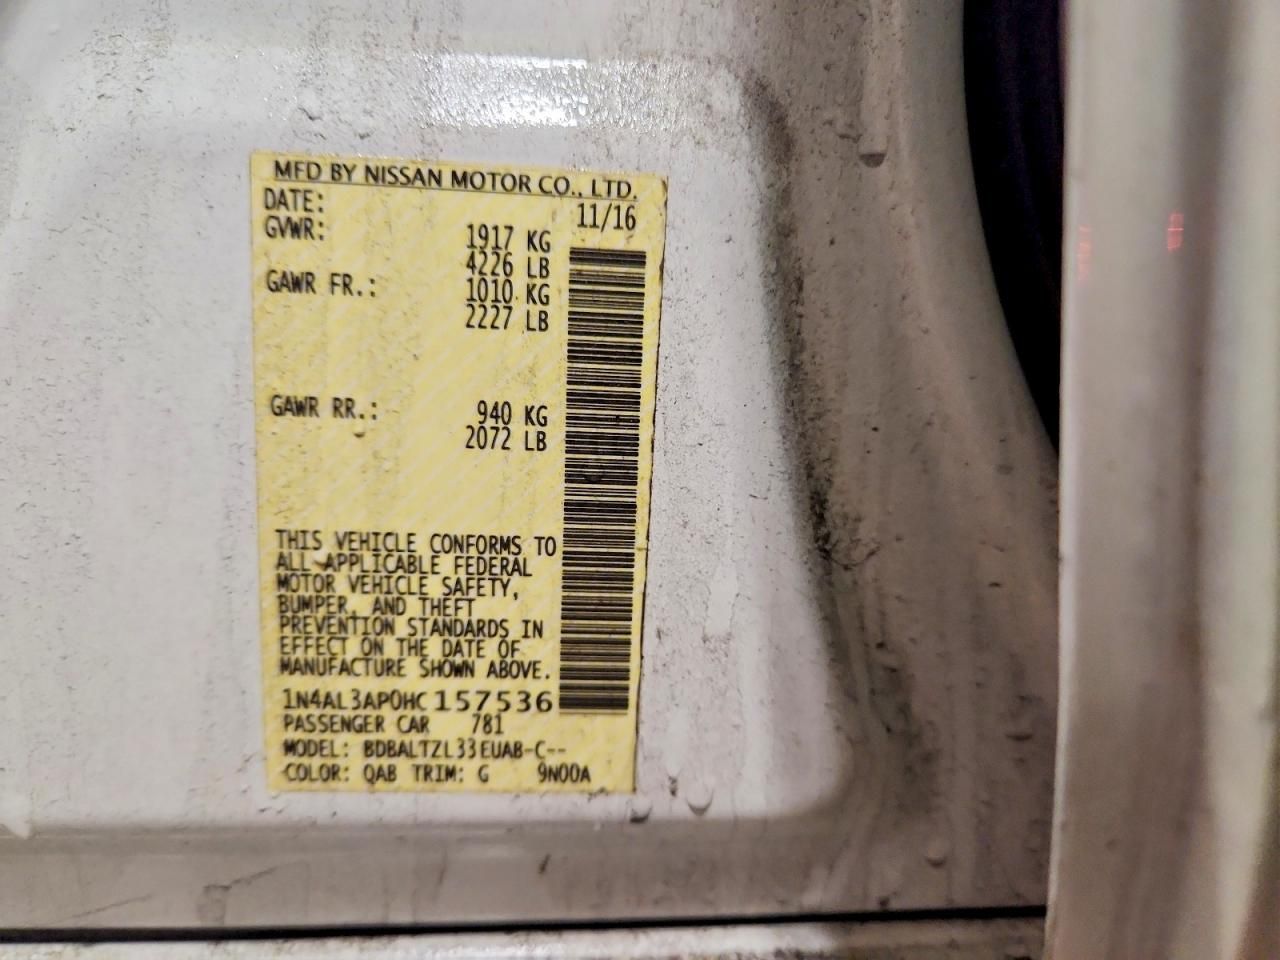 MFD BY NISSAN MOTOR CO., LTD.
DATE: 11/16
GVWR: 1917 KG
4226 LB
GAWR FR.: 1010 KG
2227 LB
GAWR RR.: 940 KG
2072 LB
THIS VEHICLE CONFORMS TO
ALL APPLICABLE FEDERAL
MOTOR VEHICLE SAFETY,
BUMPER, AND THEFT
PREVENTION STANDARDS IN
EFFECT ON THE DATE OF
MANUFACTURE SHOWN ABOVE.
1N4AL3AP0HC157536
PASSENGER CAR 781
MODEL: BDBALTZL33EUAB-C--
COLOR: QAB TRIM: G 9N00A